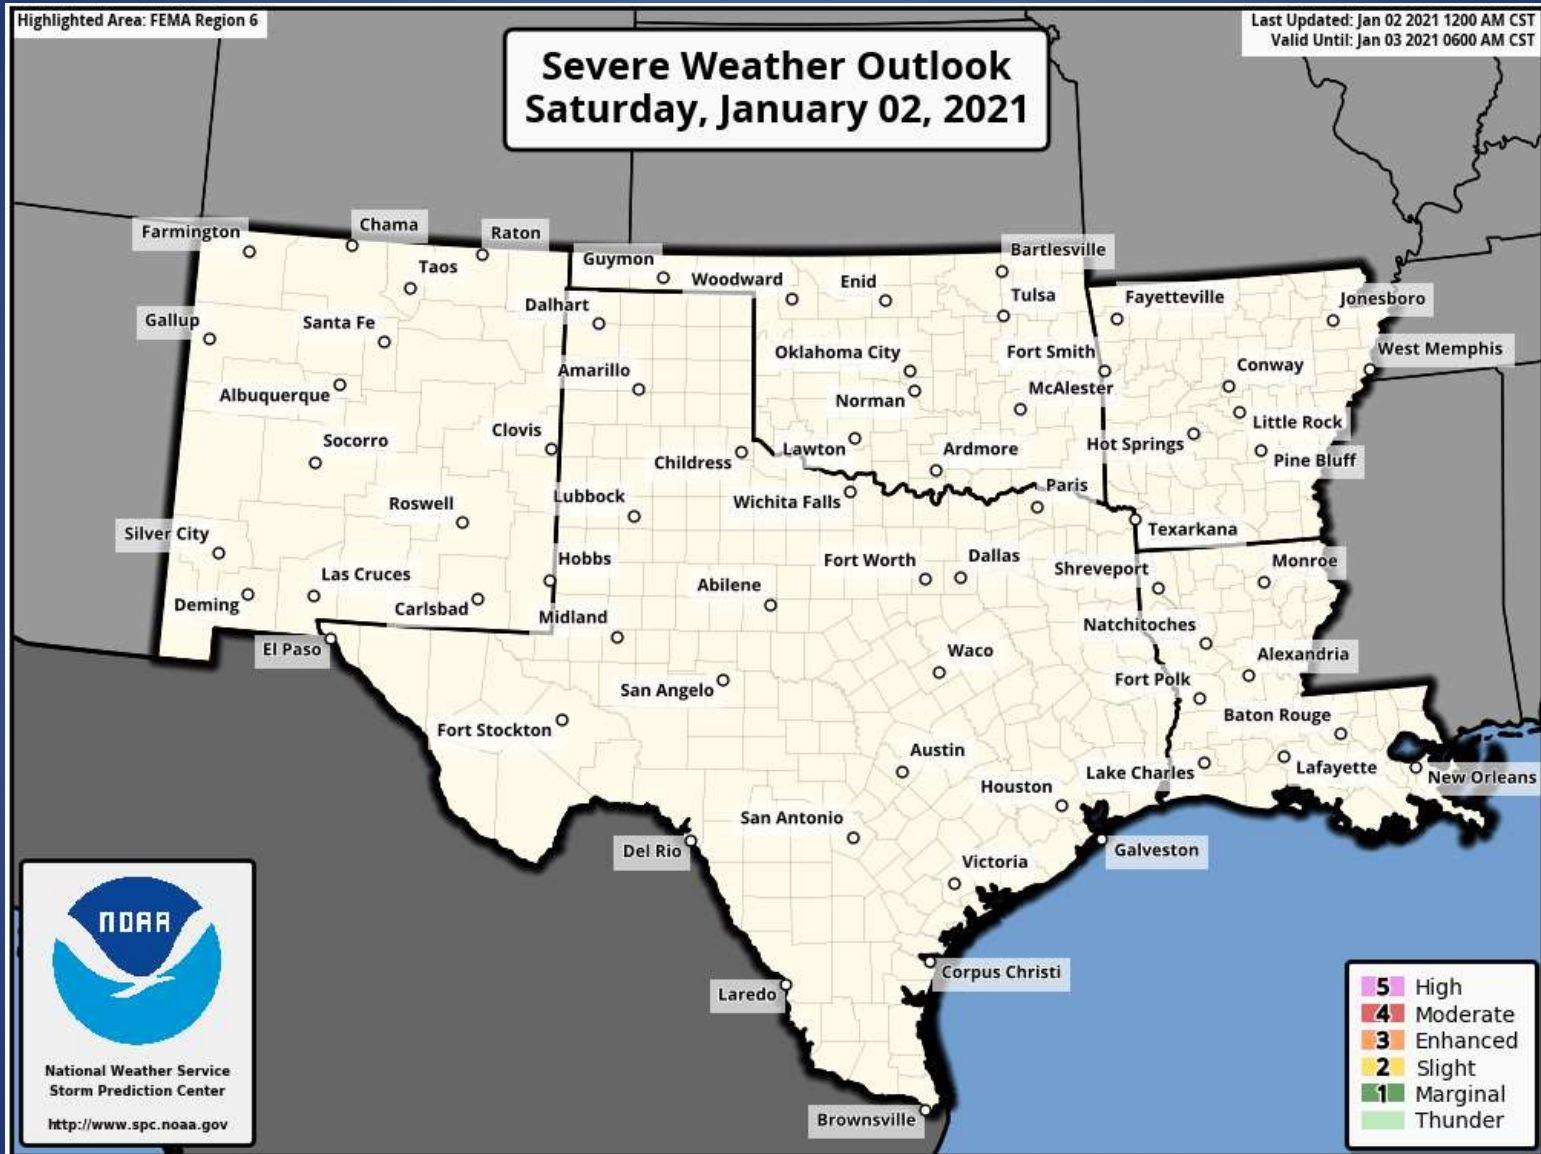 Highlighted Area: FEMA Region 6
Last Updated: Jan 02 2021 1200 AM CST
Valid Until: Jan 03 2021 0600 AM CST
Severe Weather Outlook
Saturday, January 02, 2021
Farmington
Chama
Raton
Taos
Guymon
Woodward
Enid
Bartlesville
Tulsa
Fayetteville
Jonesboro
Gallup
Santa Fe
Dalhart
Oklahoma City
Fort Smith
West Memphis
Conway
Albuquerque
Amarillo
Norman
McAlester
Little Rock
Socorro
Clovis
Childress
Lawton
Ardmore
Hot Springs
Pine Bluff
Roswell
Lubbock
Wichita Falls
Paris
Texarkana
Silver City
Las Cruces
Hobbs
Fort Worth
Dallas
Shreveport
Monroe
Deming
Carlsbad
Abilene
Midland
Natchitoches
El Paso
Waco
Alexandria
San Angelo
Fort Polk
Fort Stockton
Baton Rouge
Austin
Lake Charles
Lafayette
New Orleans
Houston
San Antonio
Del Rio
Galveston
Victoria
Corpus Christi
Laredo
Brownsville
NOAA
National Weather Service
Storm Prediction Center
http://www.spc.noaa.gov
5 High
4 Moderate
3 Enhanced
2 Slight
1 Marginal
Thunder